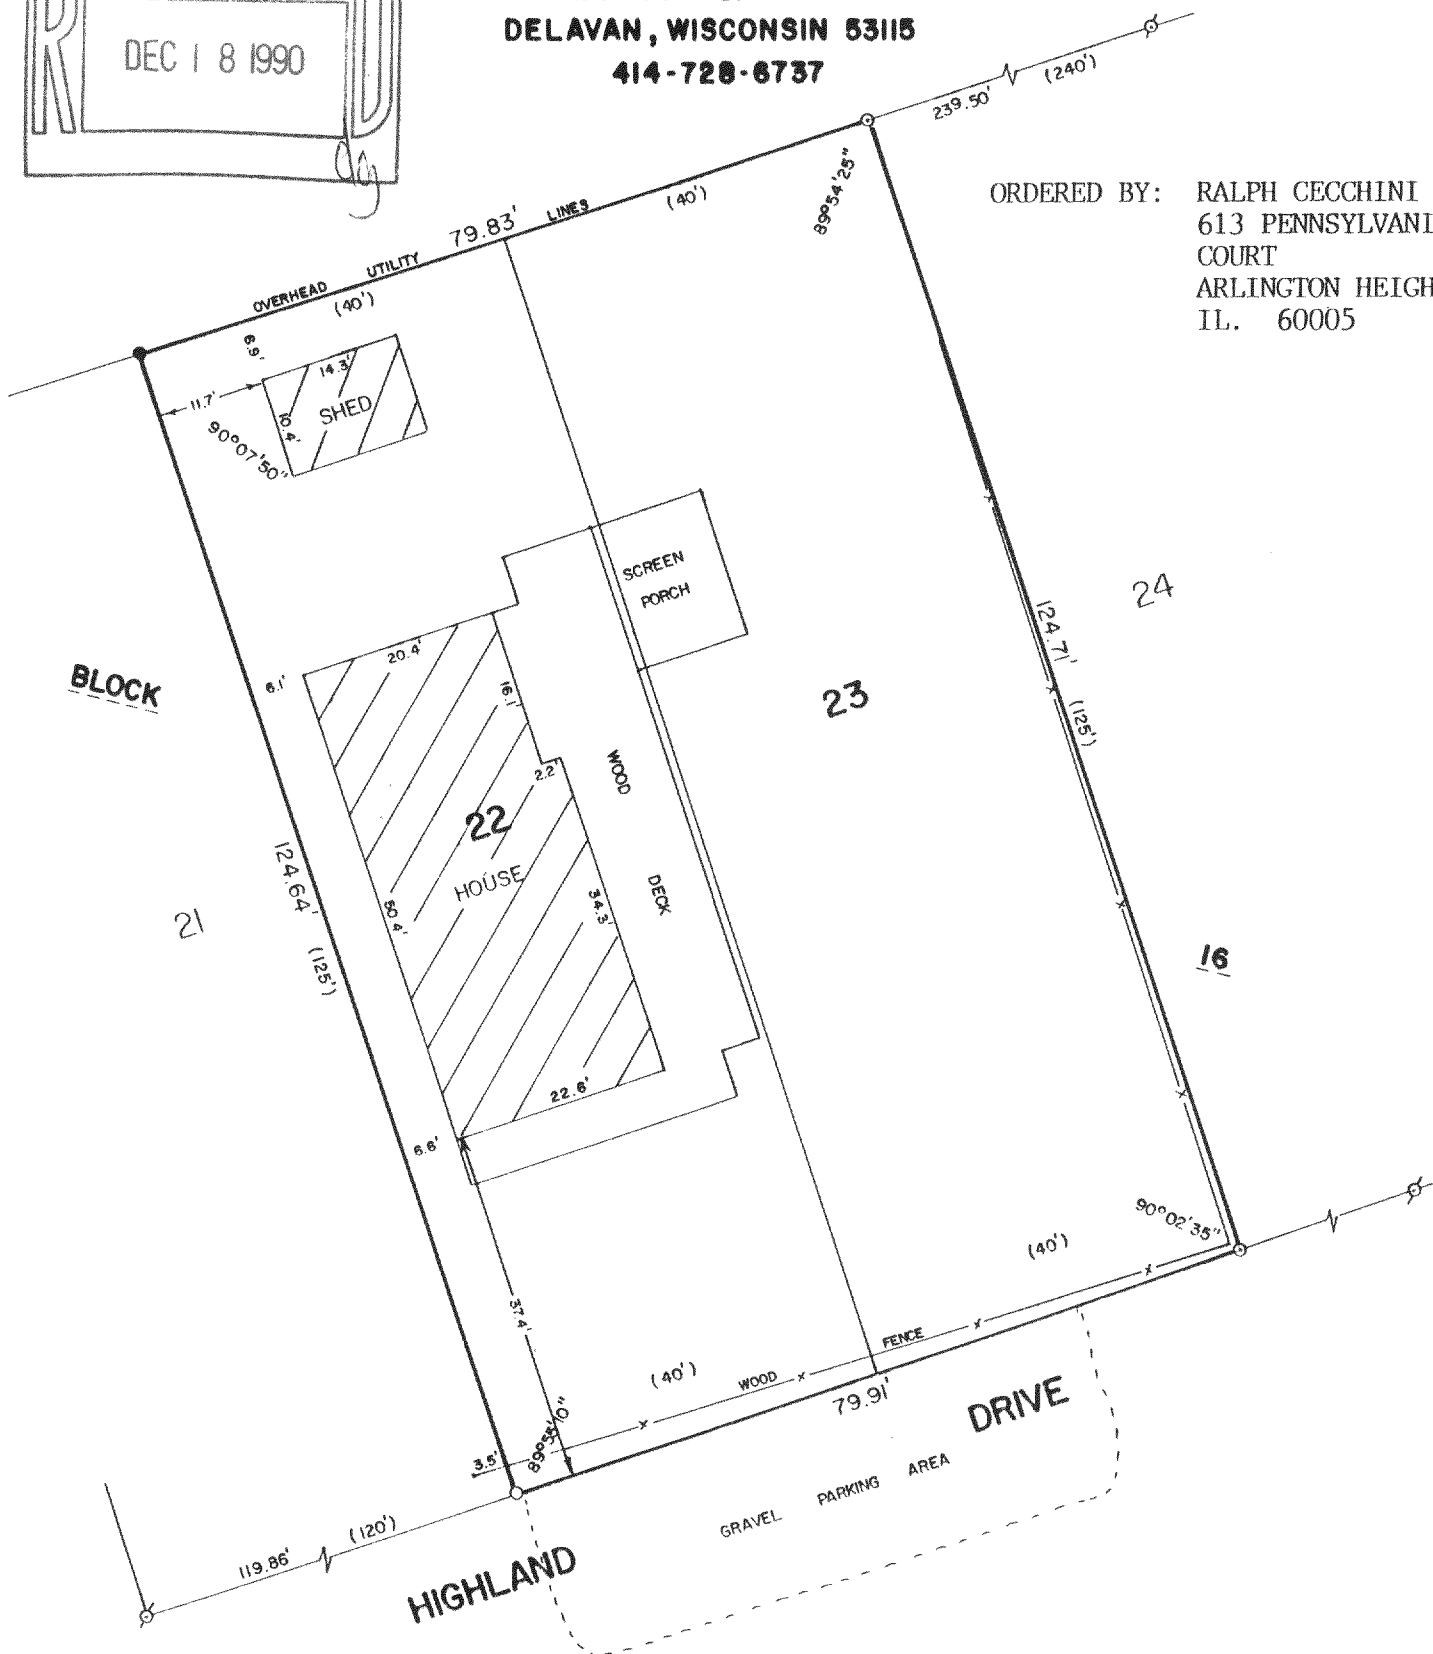 DELAVAN, WISCONSIN 53115
414-728-6737
R D
DEC 18 1990
239.50' (240')
ORDERED BY: RALPH CECCHINI
613 PENNSYLVANI
COURT
ARLINGTON HEIGH
IL. 60005
89°54'25"
(40')
79.83'
OVERHEAD UTILITY LINES
(40')
6.9'
14.3'
11.7'
SHED
10.4'
90°07'50"
SCREEN
PORCH
24
124.71'
(125')
BLOCK
20.4'
6.1'
16.1'
23
WOOD
DECK
2.2'
22
HOUSE
124.64'
(125')
21
50.4'
34.3'
16
22.6'
6.6'
90°02'35"
(40')
37.4'
(40')
WOOD FENCE
79.91'
3.5'
DRIVE
GRAVEL PARKING AREA
119.86' (120')
HIGHLAND